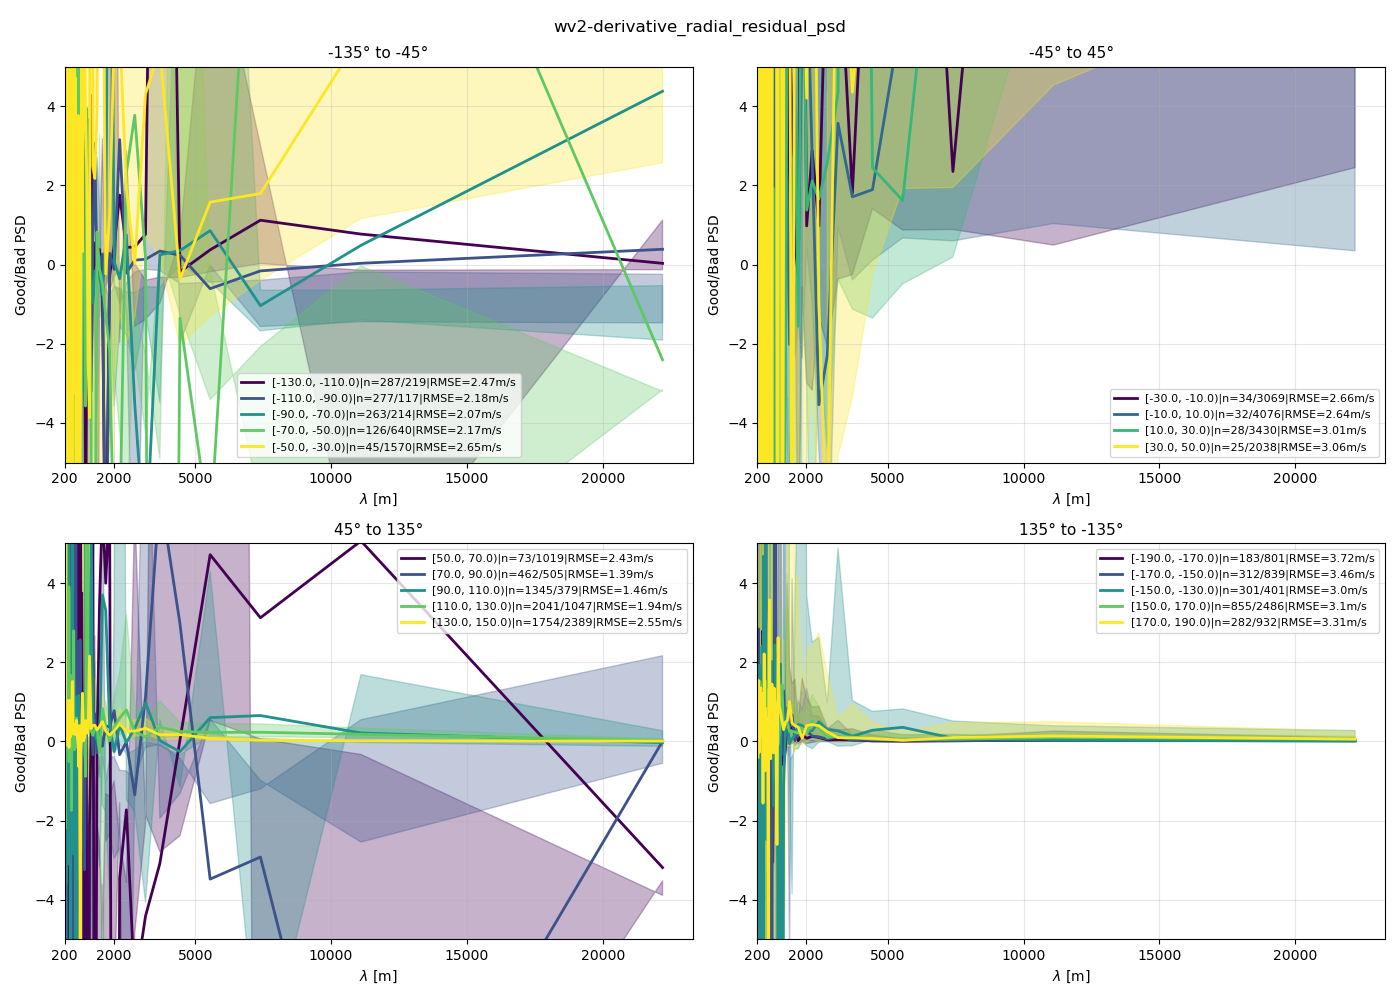 wv2-derivative_radial_residual_psd
-135° to -45°
Good/Bad PSD
4
2
0
−2
−4
[-130.0, -110.0)|n=287/219|RMSE=2.47m/s
[-110.0, -90.0)|n=277/117|RMSE=2.18m/s
[-90.0, -70.0)|n=263/214|RMSE=2.07m/s
[-70.0, -50.0)|n=126/640|RMSE=2.17m/s
[-50.0, -30.0)|n=45/1570|RMSE=2.65m/s
200 2000 5000 10000 15000 20000
λ [m]
-45° to 45°
Good/Bad PSD
4
2
0
−2
−4
[-30.0, -10.0)|n=34/3069|RMSE=2.66m/s
[-10.0, 10.0)|n=32/4076|RMSE=2.64m/s
[10.0, 30.0)|n=28/3430|RMSE=3.01m/s
[30.0, 50.0)|n=25/2038|RMSE=3.06m/s
200 2000 5000 10000 15000 20000
λ [m]
45° to 135°
Good/Bad PSD
4
2
0
−2
−4
[50.0, 70.0)|n=73/1019|RMSE=2.43m/s
[70.0, 90.0)|n=462/505|RMSE=1.39m/s
[90.0, 110.0)|n=1345/379|RMSE=1.46m/s
[110.0, 130.0)|n=2041/1047|RMSE=1.94m/s
[130.0, 150.0)|n=1754/2389|RMSE=2.55m/s
200 2000 5000 10000 15000 20000
λ [m]
135° to -135°
Good/Bad PSD
4
2
0
−2
−4
[-190.0, -170.0)|n=183/801|RMSE=3.72m/s
[-170.0, -150.0)|n=312/839|RMSE=3.46m/s
[-150.0, -130.0)|n=301/401|RMSE=3.0m/s
[150.0, 170.0)|n=855/2486|RMSE=3.1m/s
[170.0, 190.0)|n=282/932|RMSE=3.31m/s
200 2000 5000 10000 15000 20000
λ [m]